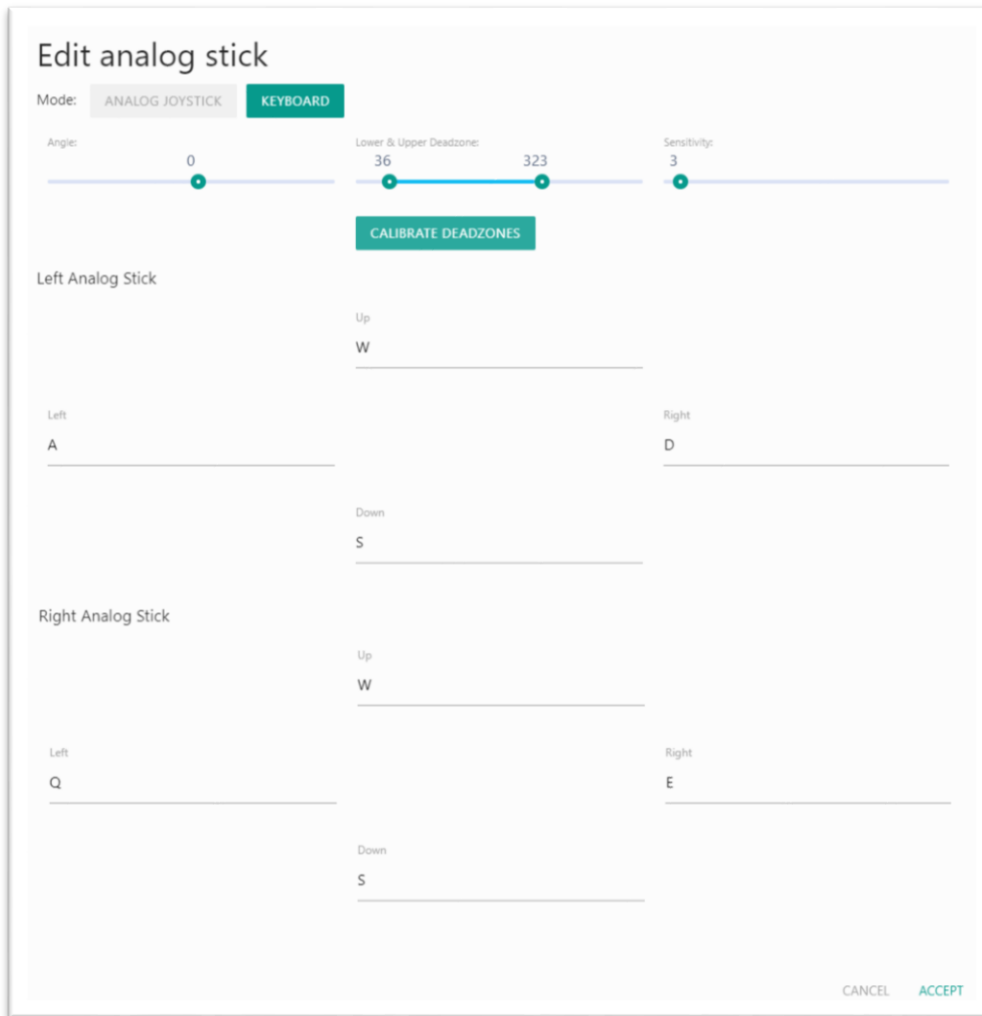 Edit analog stick
Mode: ANALOG JOYSTICK KEYBOARD
Angle: Lower & Upper Deadzone: Sensitivity:
0 36 323 3
CALIBRATE DEADZONES
Left Analog Stick
Up
W
Left Right
A D
Down
S
Right Analog Stick
Up
W
Left Right
Q E
Down
S
CANCEL ACCEPT